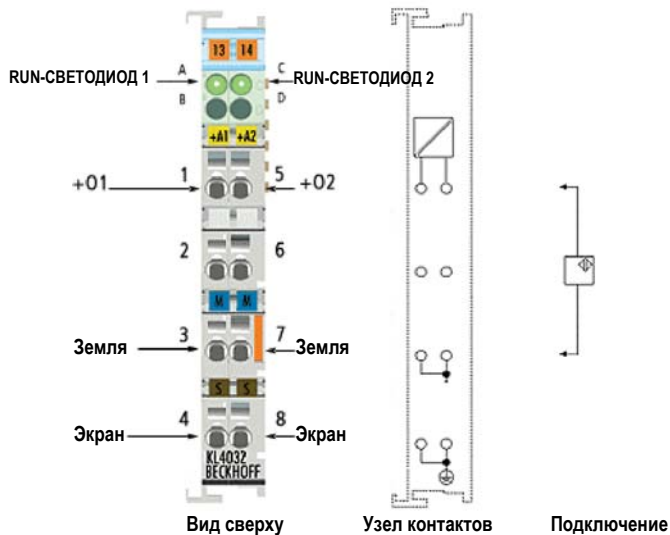 13 14
A C
RUN-СВЕТОДИОД 1 RUN-СВЕТОДИОД 2
B D
+A1 +A2
1 5
+O1 +O2
2 6
M M
3 7
Земля Земля
S S
4 8
Экран Экран
KL4032
BECKHOFF
Вид сверху Узел контактов Подключение